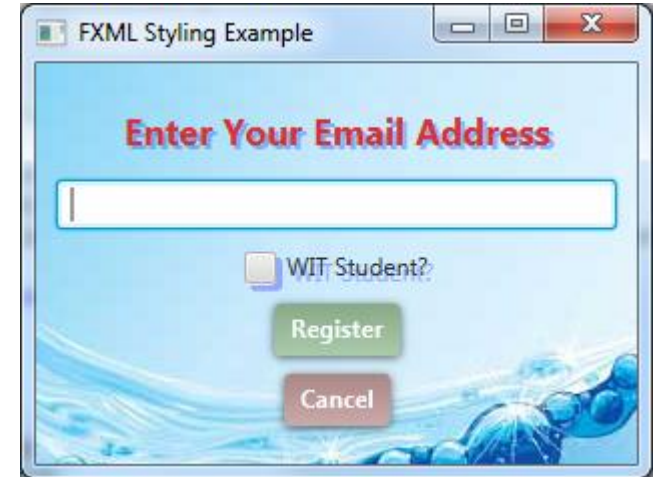 FXML Styling Example
Enter Your Email Address
WIT Student?
Register
Cancel